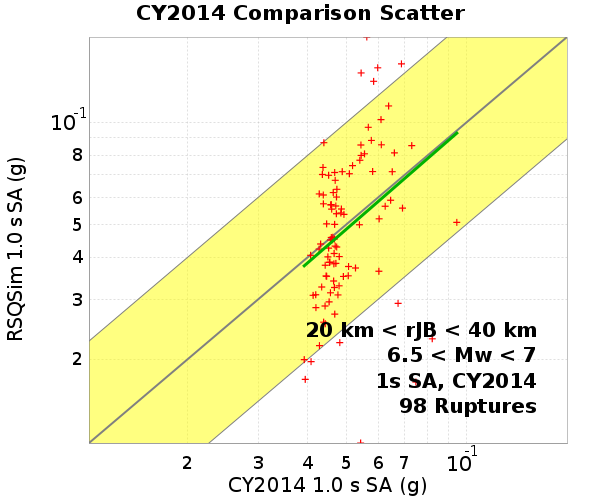 CY2014 Comparison Scatter
RSQSim 1.0 s SA (g)
10-1
8
6
5
4
3
2
20 km < rJB < 40 km
6.5 < Mw < 7
1s SA, CY2014
98 Ruptures
2 3 4 5 6 7 10-1
CY2014 1.0 s SA (g)